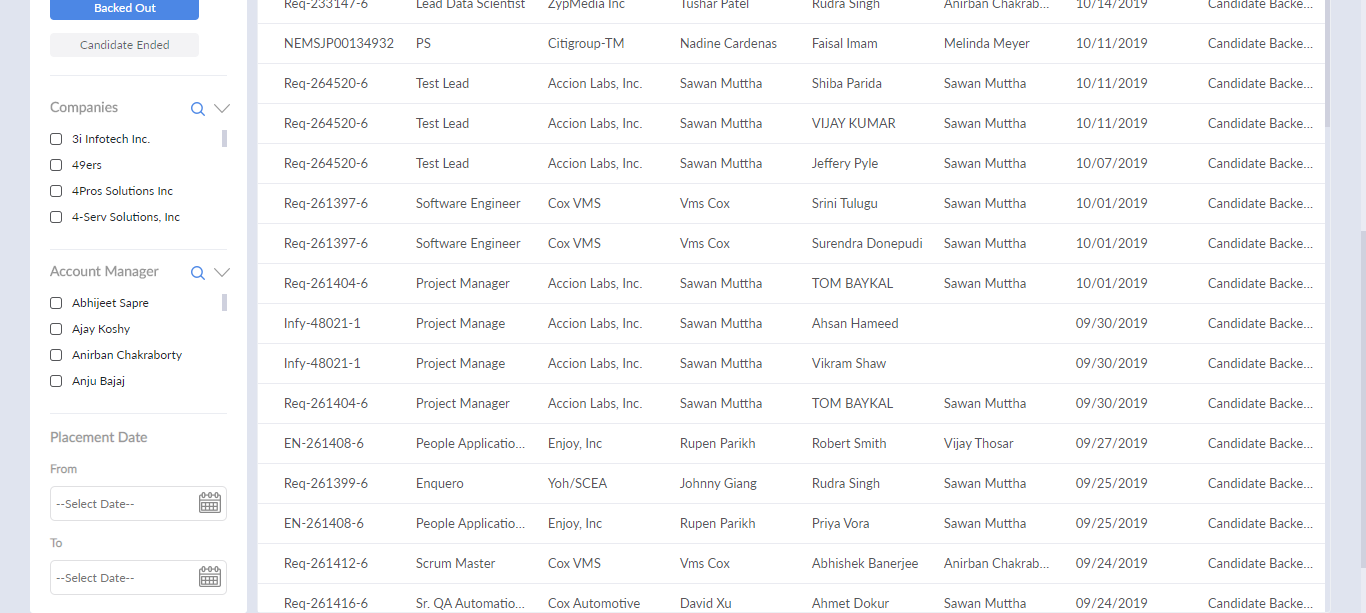 Backed Out
Candidate Ended
Companies
3i Infotech Inc.
49ers
4Pros Solutions Inc
4-Serv Solutions, Inc
Account Manager
Abhijeet Sapre
Ajay Koshy
Anirban Chakraborty
Anju Bajaj
Placement Date
From
--Select Date--
To
--Select Date--
Req-233147-6 Lead Data Scientist ZypMedia Inc Tushar Patel Rudra Singh Anirban Chakrab... 10/14/2019 Candidate Backe...
NEMSJP00134932 PS Citigroup-TM Nadine Cardenas Faisal Imam Melinda Meyer 10/11/2019 Candidate Backe...
Req-264520-6 Test Lead Accion Labs, Inc. Sawan Muttha Shiba Parida Sawan Muttha 10/11/2019 Candidate Backe...
Req-264520-6 Test Lead Accion Labs, Inc. Sawan Muttha VIJAY KUMAR Sawan Muttha 10/11/2019 Candidate Backe...
Req-264520-6 Test Lead Accion Labs, Inc. Sawan Muttha Jeffery Pyle Sawan Muttha 10/07/2019 Candidate Backe...
Req-261397-6 Software Engineer Cox VMS Vms Cox Srini Tulugu Sawan Muttha 10/01/2019 Candidate Backe...
Req-261397-6 Software Engineer Cox VMS Vms Cox Surendra Donepudi Sawan Muttha 10/01/2019 Candidate Backe...
Req-261404-6 Project Manager Accion Labs, Inc. Sawan Muttha TOM BAYKAL Sawan Muttha 10/01/2019 Candidate Backe...
Infy-48021-1 Project Manage Accion Labs, Inc. Sawan Muttha Ahsan Hameed 09/30/2019 Candidate Backe...
Infy-48021-1 Project Manage Accion Labs, Inc. Sawan Muttha Vikram Shaw 09/30/2019 Candidate Backe...
Req-261404-6 Project Manager Accion Labs, Inc. Sawan Muttha TOM BAYKAL Sawan Muttha 09/30/2019 Candidate Backe...
EN-261408-6 People Applicatio... Enjoy, Inc Rupen Parikh Robert Smith Vijay Thosar 09/27/2019 Candidate Backe...
Req-261399-6 Enquero Yoh/SCEA Johnny Giang Rudra Singh Sawan Muttha 09/25/2019 Candidate Backe...
EN-261408-6 People Applicatio... Enjoy, Inc Rupen Parikh Priya Vora Sawan Muttha 09/25/2019 Candidate Backe...
Req-261412-6 Scrum Master Cox VMS Vms Cox Abhishek Banerjee Anirban Chakrab... 09/24/2019 Candidate Backe...
Req-261416-6 Sr. QA Automatio... Cox Automotive David Xu Ahmet Dokur Sawan Muttha 09/24/2019 Candidate Backe...